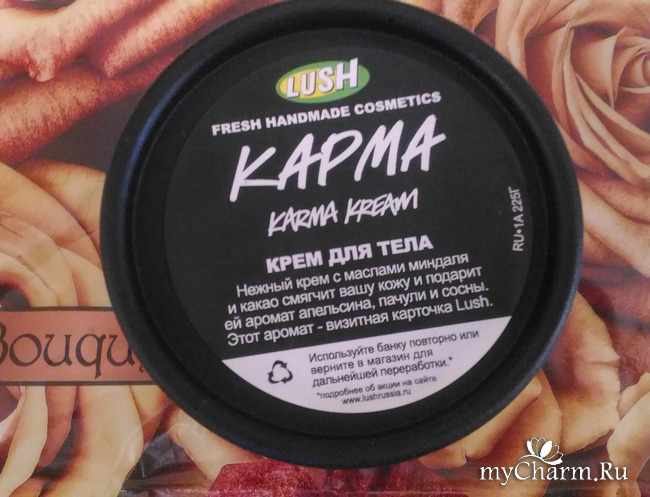 LUSH
FRESH HANDMADE COSMETICS
КАРМА
KARMA KREAM
КРЕМ ДЛЯ ТЕЛА
Нежный крем с маслами миндаля
и какао смягчит вашу кожу и подарит
ей аромат апельсина, пачули и сосны.
Этот аромат - визитная карточка Lush.
Используйте банку повторно или
верните в магазин для
дальнейшей переработки.*
*подробнее об акции на сайте
www.lushrussia.ru
RU•1A 225Г
Bouqu
myCharm.Ru